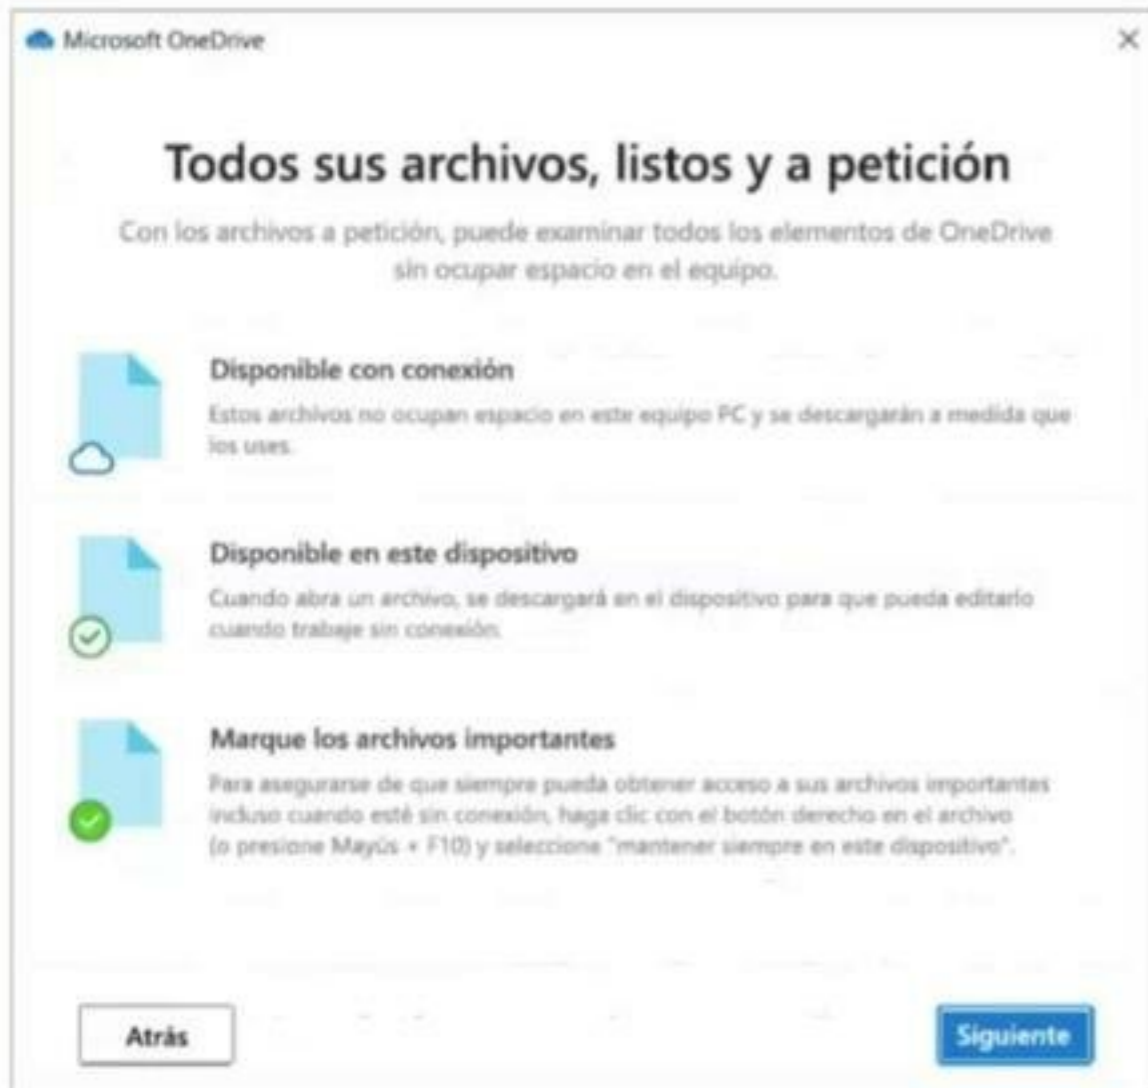 Microsoft OneDrive
Todos sus archivos, listos y a petición
Con los archivos a petición, puede examinar todos los elementos de OneDrive
sin ocupar espacio en el equipo.
Disponible con conexión
Estos archivos no ocupan espacio en este equipo PC y se descargarán a medida que
los uses.
Disponible en este dispositivo
Cuando abra un archivo, se descargará en el dispositivo para que pueda editarlo
cuando trabaje sin conexión.
Marque los archivos importantes
Para asegurarse de que siempre pueda obtener acceso a sus archivos importantes
incluso cuando esté sin conexión, haga clic con el botón derecho en el archivo
(o presione Mayús + F10) y seleccione "mantener siempre en este dispositivo".
Atrás
Siguiente